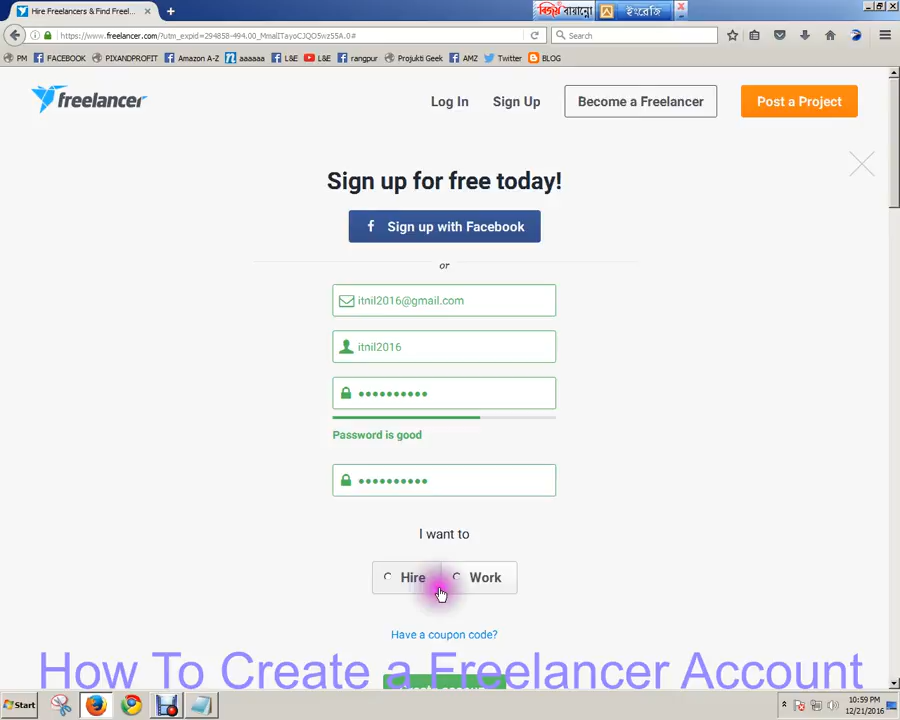 Hire Freelancers & Find Freel...
বিজয় বায়ান্নো
ইংরেজি
https://www.freelancer.com/?utm_expid=294858-494.00_MmalITayoCJQO5wz55A.0#
Search
PM
FACEBOOK
PIXANDPROFIT
Amazon A-Z
aaaaaa
L&E
L&E
rangpur
Projukti Geek
AMZ
Twitter
BLOG
freelancer
Log In
Sign Up
Become a Freelancer
Post a Project
Sign up for free today!
f Sign up with Facebook
or
itnil2016@gmail.com
itnil2016
Password is good
I want to
Hire
Work
Have a coupon code?
How To Create a Freelancer Account
Start
10:59 PM
12/21/2016